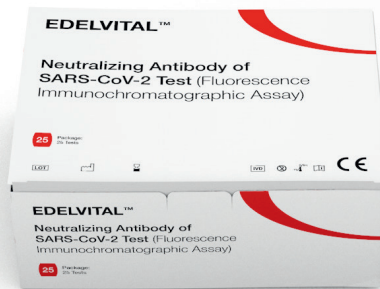 EDELVITAL™
Neutralizing Antibody of
SARS-CoV-2 Test (Fluorescence
Immunochromatographic Assay)
25 Package:
25 Tests
LOT
IVD
CE
EDELVITAL™
Neutralizing Antibody of
SARS-CoV-2 Test (Fluorescence
Immunochromatographic Assay)
25 Package:
25 Tests